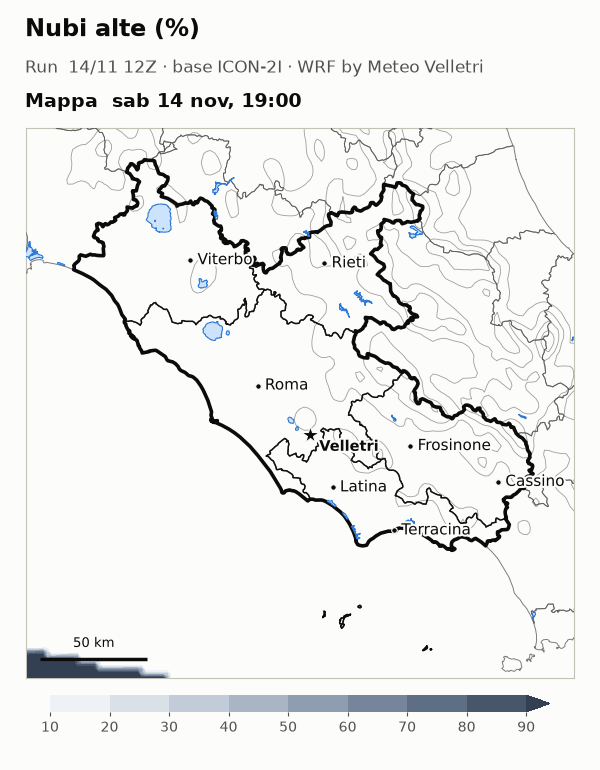 Nubi alte (%)
Run  14/11 12Z · base ICON-2I · WRF by Meteo Velletri
Mappa  sab 14 nov, 19:00
Viterbo
Rieti
Roma
Velletri
Frosinone
Latina
Cassino
Terracina
50 km
10 20 30 40 50 60 70 80 90